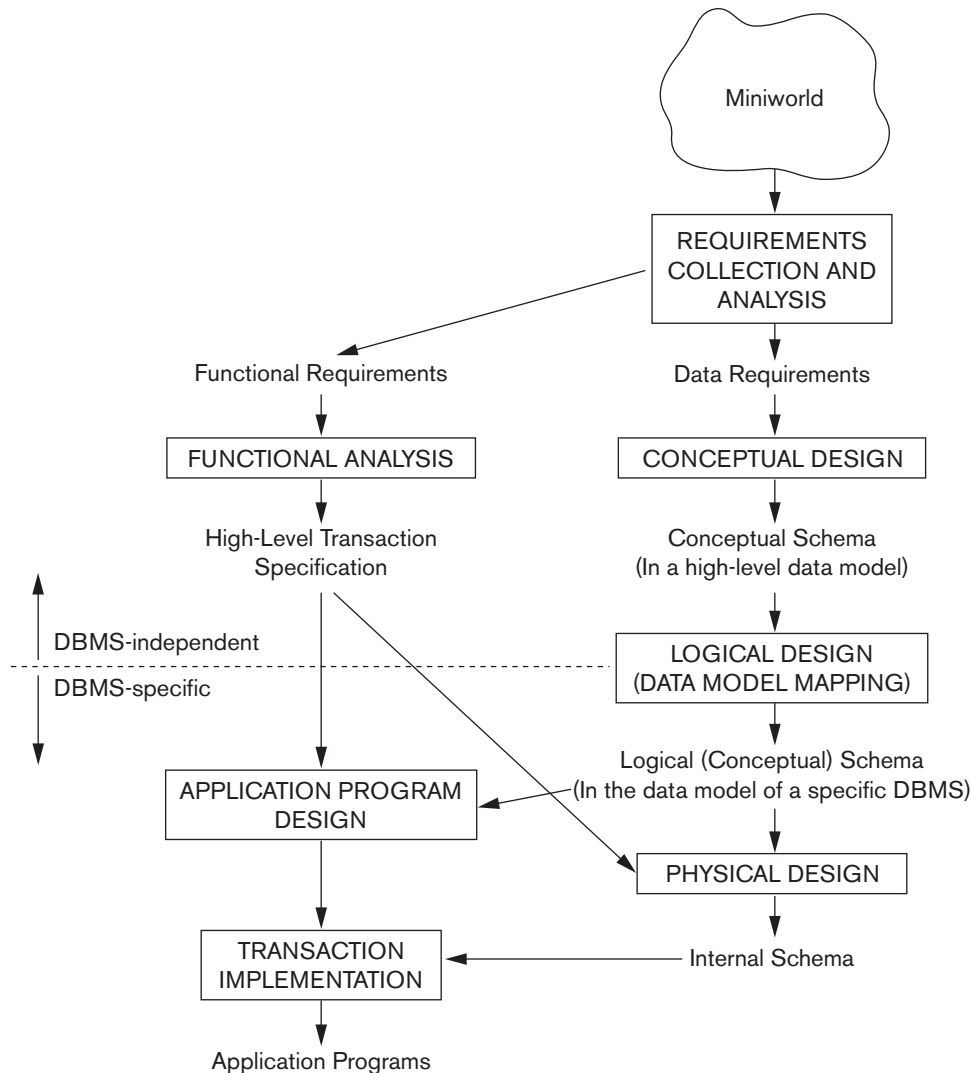 Miniworld
REQUIREMENTS
COLLECTION AND
ANALYSIS
Functional Requirements
Data Requirements
FUNCTIONAL ANALYSIS
CONCEPTUAL DESIGN
High-Level Transaction
Specification
Conceptual Schema
(In a high-level data model)
DBMS-independent
DBMS-specific
LOGICAL DESIGN
(DATA MODEL MAPPING)
Logical (Conceptual) Schema
(In the data model of a specific DBMS)
APPLICATION PROGRAM
DESIGN
PHYSICAL DESIGN
TRANSACTION
IMPLEMENTATION
Internal Schema
Application Programs